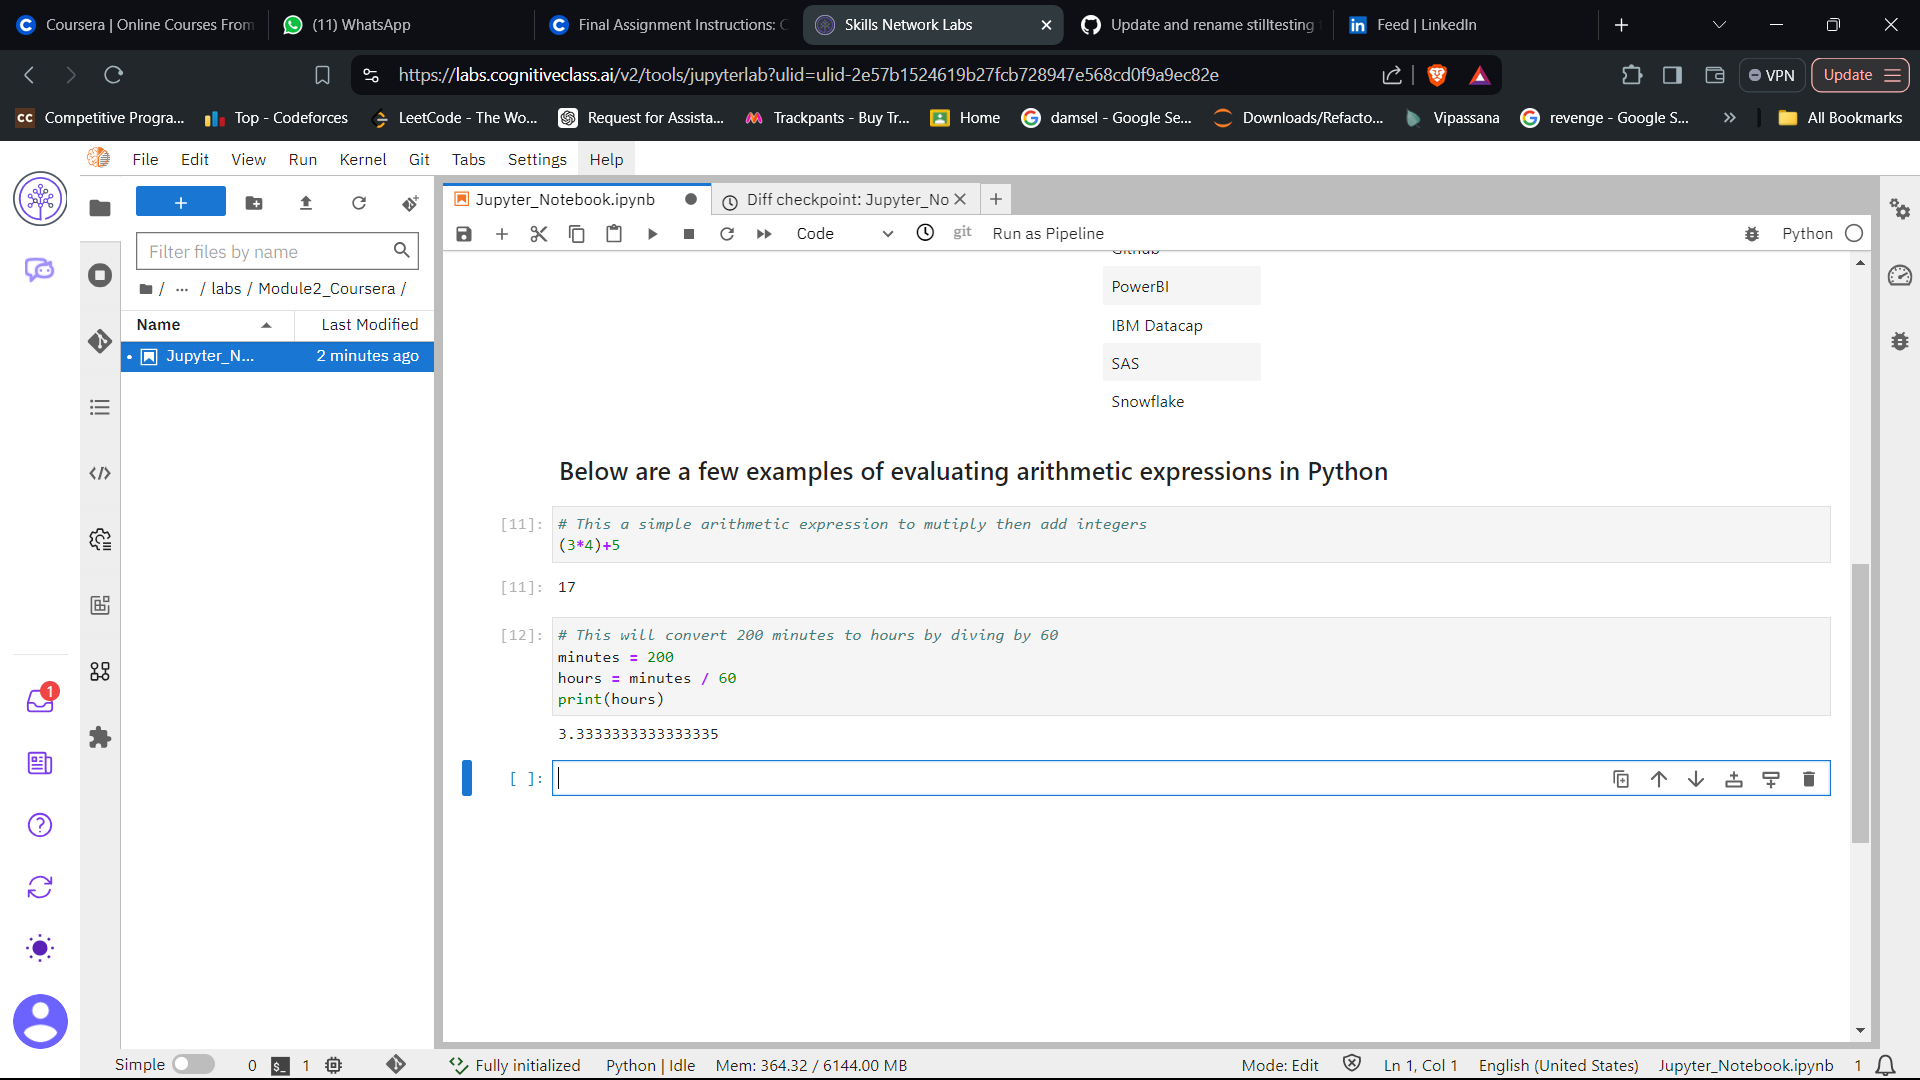 Coursera | Online Courses From
(11) WhatsApp
Final Assignment Instructions: C
Skills Network Labs
Update and rename stilltesting
Feed | LinkedIn
https://labs.cognitiveclass.ai/v2/tools/jupyterlab?ulid=ulid-2e57b1524619b27fcb728947e568cd0f9a9ec82e
VPN
Update
CC Competitive Progra...
Top - Codeforces
LeetCode - The Wo...
Request for Assista...
Trackpants - Buy Tr...
Home
damsel - Google Se...
Downloads/Refacto...
Vipassana
revenge - Google S...
All Bookmarks
File Edit View Run Kernel Git Tabs Settings Help
Filter files by name
/ ... / labs / Module2_Coursera /
Name Last Modified
Jupyter_N... 2 minutes ago
Jupyter_Notebook.ipynb
Diff checkpoint: Jupyter_No
Code
git
Run as Pipeline
Python
Github
PowerBI
IBM Datacap
SAS
Snowflake
Below are a few examples of evaluating arithmetic expressions in Python
[11]: # This a simple arithmetic expression to mutiply then add integers
(3*4)+5
[11]: 17
[12]: # This will convert 200 minutes to hours by diving by 60
minutes = 200
hours = minutes / 60
print(hours)
3.3333333333333335
[ ]:
1
Simple
0
$_
1
Fully initialized
Python | Idle
Mem: 364.32 / 6144.00 MB
Mode: Edit
Ln 1, Col 1
English (United States)
Jupyter_Notebook.ipynb
1